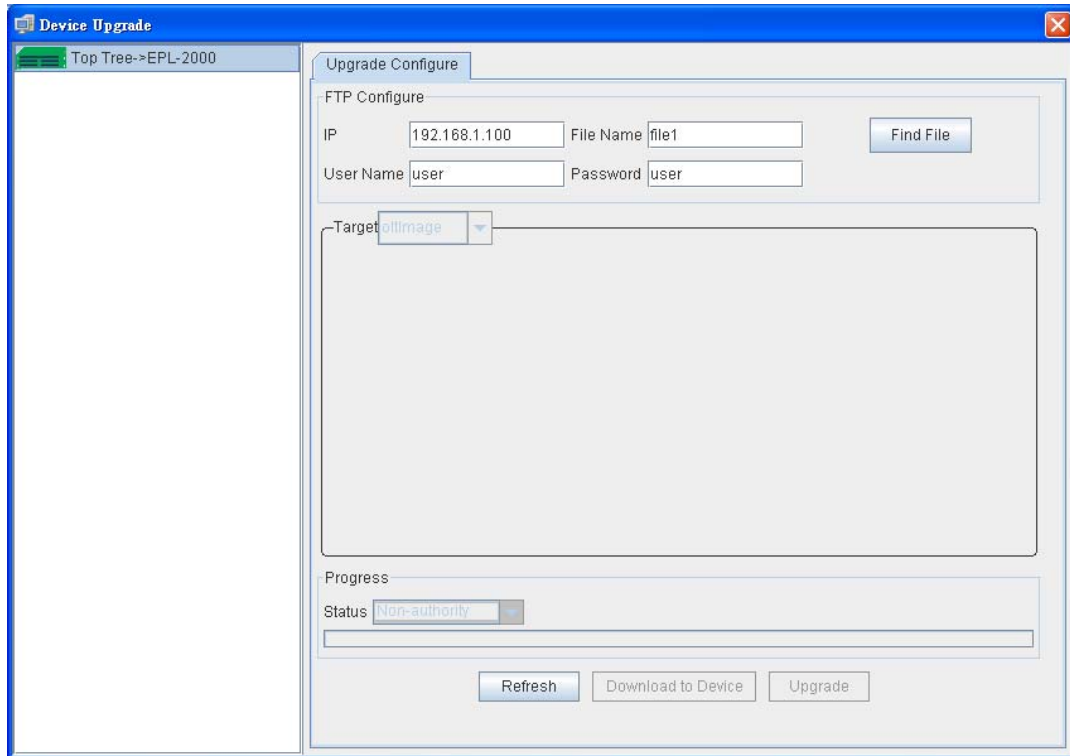 Device Upgrade
Top Tree->EPL-2000
Upgrade Configure
FTP Configure
IP 192.168.1.100 File Name file1 Find File
User Name user Password user
Target oltImage
Progress
Status Non-authority
Refresh Download to Device Upgrade